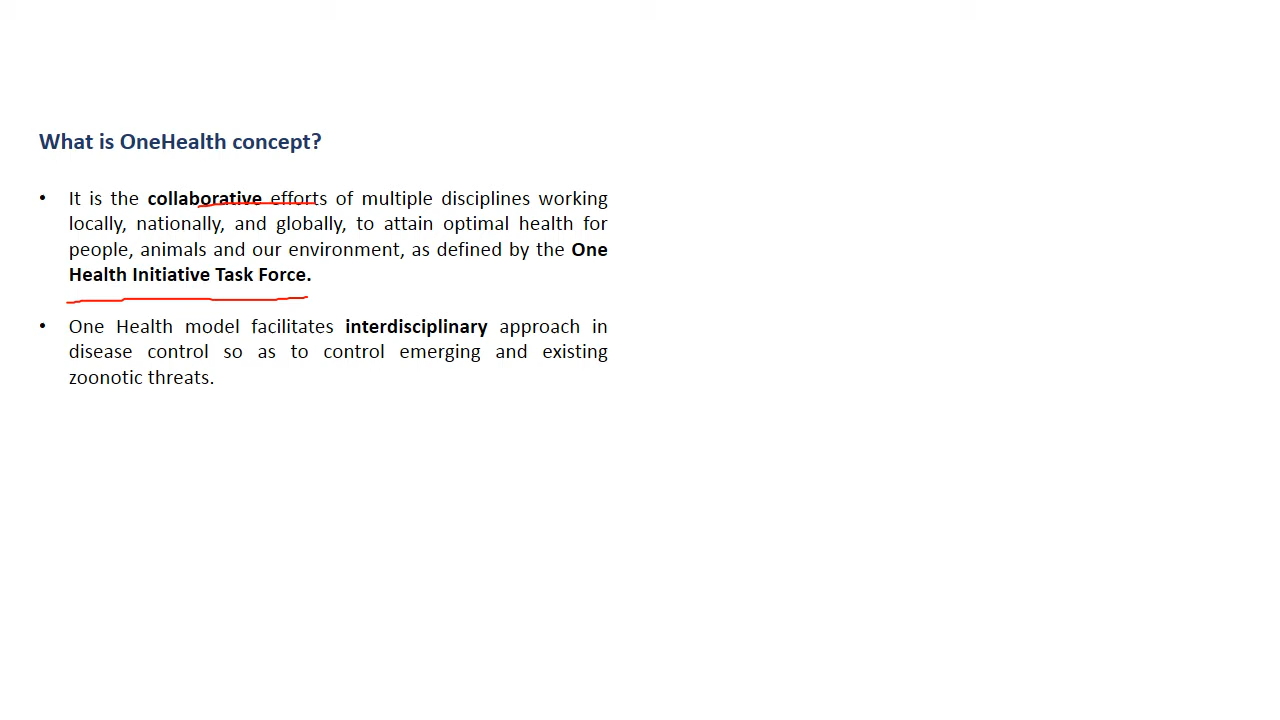 What is OneHealth concept?
• It is the collaborative efforts of multiple disciplines working
locally, nationally, and globally, to attain optimal health for
people, animals and our environment, as defined by the One
Health Initiative Task Force.
• One Health model facilitates interdisciplinary approach in
disease control so as to control emerging and existing
zoonotic threats.